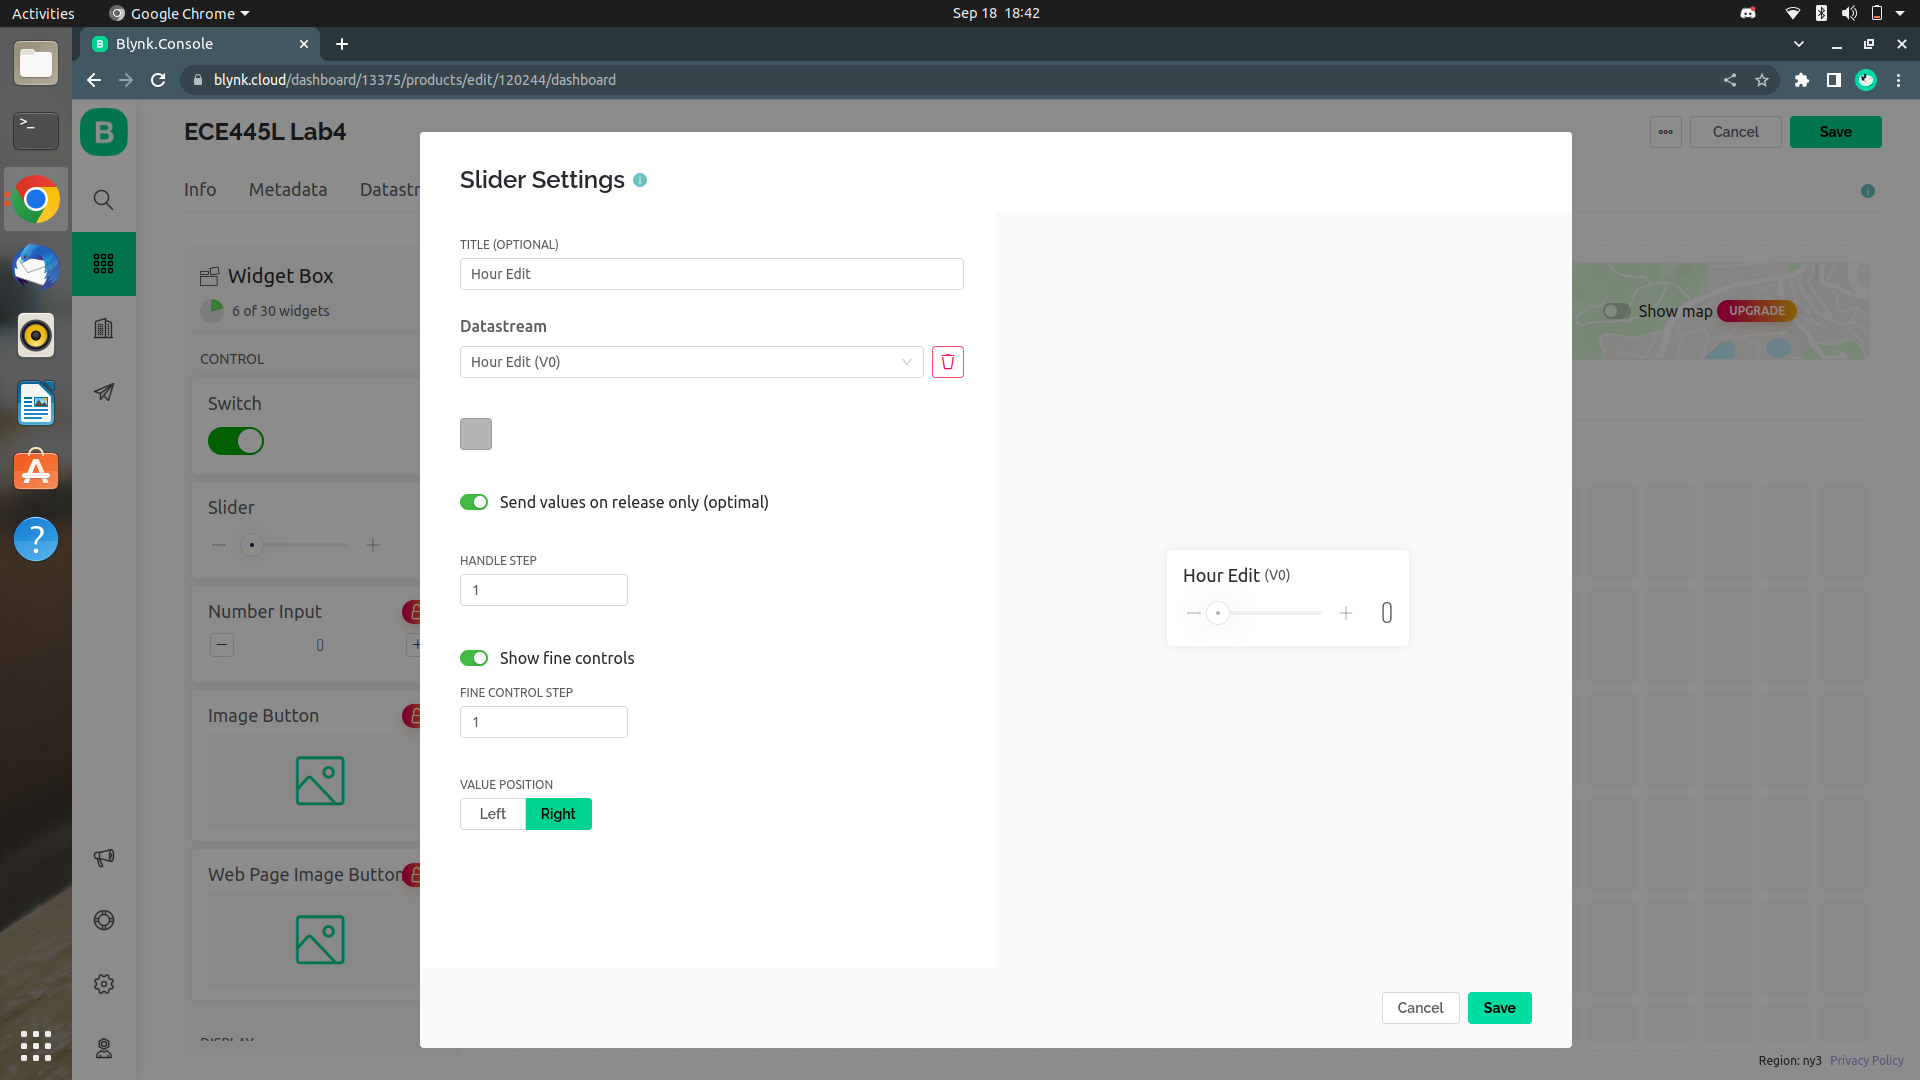 Activities
Google Chrome
Sep 18 18:42
B
Blynk.Console
blynk.cloud/dashboard/13375/products/edit/120244/dashboard
B
ECE445L Lab4
Cancel
Save
Info
Metadata
Datastr
Widget Box
6 of 30 widgets
CONTROL
Switch
Slider
Number Input
0
Image Button
Web Page Image Button
Show map
UPGRADE
Slider Settings
TITLE (OPTIONAL)
Hour Edit
Datastream
Hour Edit (V0)
Send values on release only (optimal)
HANDLE STEP
1
Show fine controls
FINE CONTROL STEP
1
VALUE POSITION
Left
Right
Hour Edit (V0)
0
Cancel
Save
Region: ny3
Privacy Policy